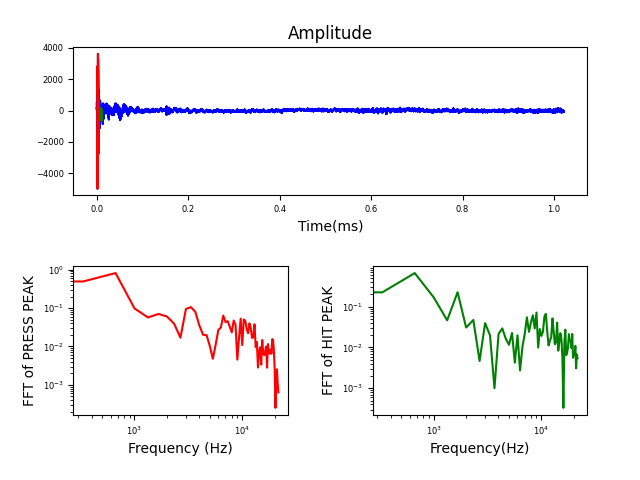 Amplitude
4000
2000
0
−2000
−4000
0.0 0.2 0.4 0.6 0.8 1.0
Time(ms)
FFT of PRESS PEAK
10⁰
10⁻¹
10⁻²
10⁻³
10³ 10⁴
Frequency (Hz)
FFT of HIT PEAK
10⁻¹
10⁻²
10⁻³
10³ 10⁴
Frequency(Hz)